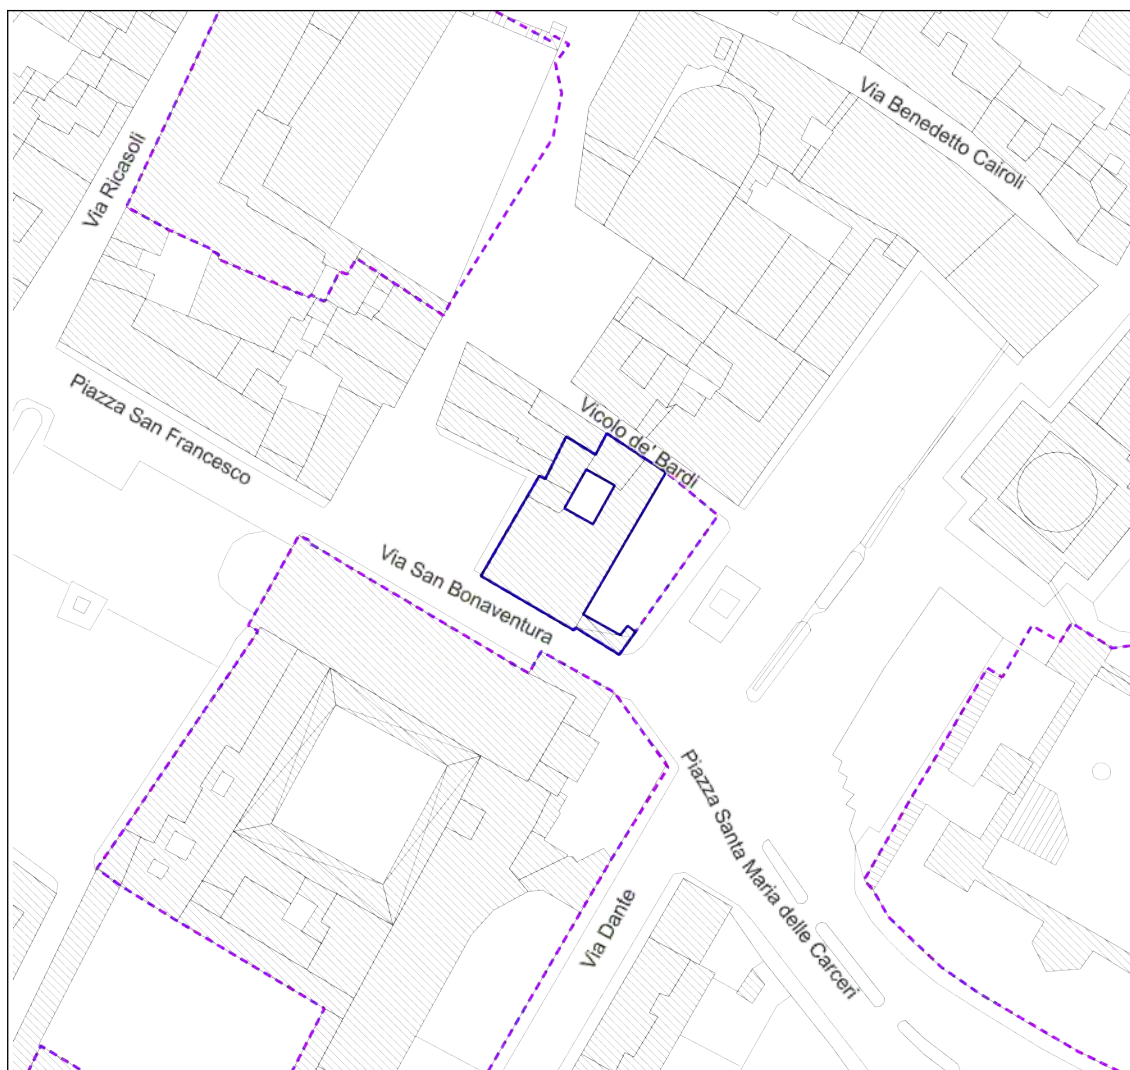 Via Benedetto Cairoli
Via Ricasoli
Piazza San Francesco
Vicolo de' Bardi
Via San Bonaventura
Piazza Santa Maria delle Carceri
Via Dante